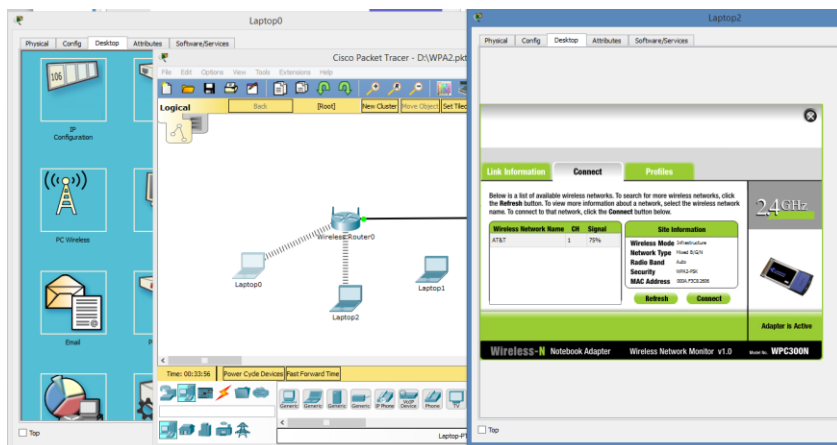 Laptop0
Physical Config Desktop Attributes Software/Services
106
IP
Configuration
PC Wireless
Email
Top
Cisco Packet Tracer - D:\WPA2.pkt
File Edit Options View Tools Extensions Help
Logical Back [Root] New Cluster Move Object Set Tiled
Wireless Router0
Laptop0
Laptop1
Laptop2
Time: 00:33:56 Power Cycle Devices Fast Forward Time
Generic Generic Generic Generic IP Phone VoIP Device Phone TV
Laptop-PT
Laptop2
Physical Config Desktop Attributes Software/Services
Link Information Connect Profiles
Below is a list of available wireless networks. To search for more wireless networks, click
the Refresh button. To view more information about a network, select the wireless network
name. To connect to that network, click the Connect button below.
2.4GHz
Wireless Network Name CH Signal
AT&T 1 75%
Site Information
Wireless Mode Infrastructure
Network Type Mixed B/G/N
Radio Band Auto
Security WPA2-PSK
MAC Address
Refresh Connect
Adapter is Active
Wireless-N Notebook Adapter Wireless Network Monitor v1.0 Model No. WPC300N
Top